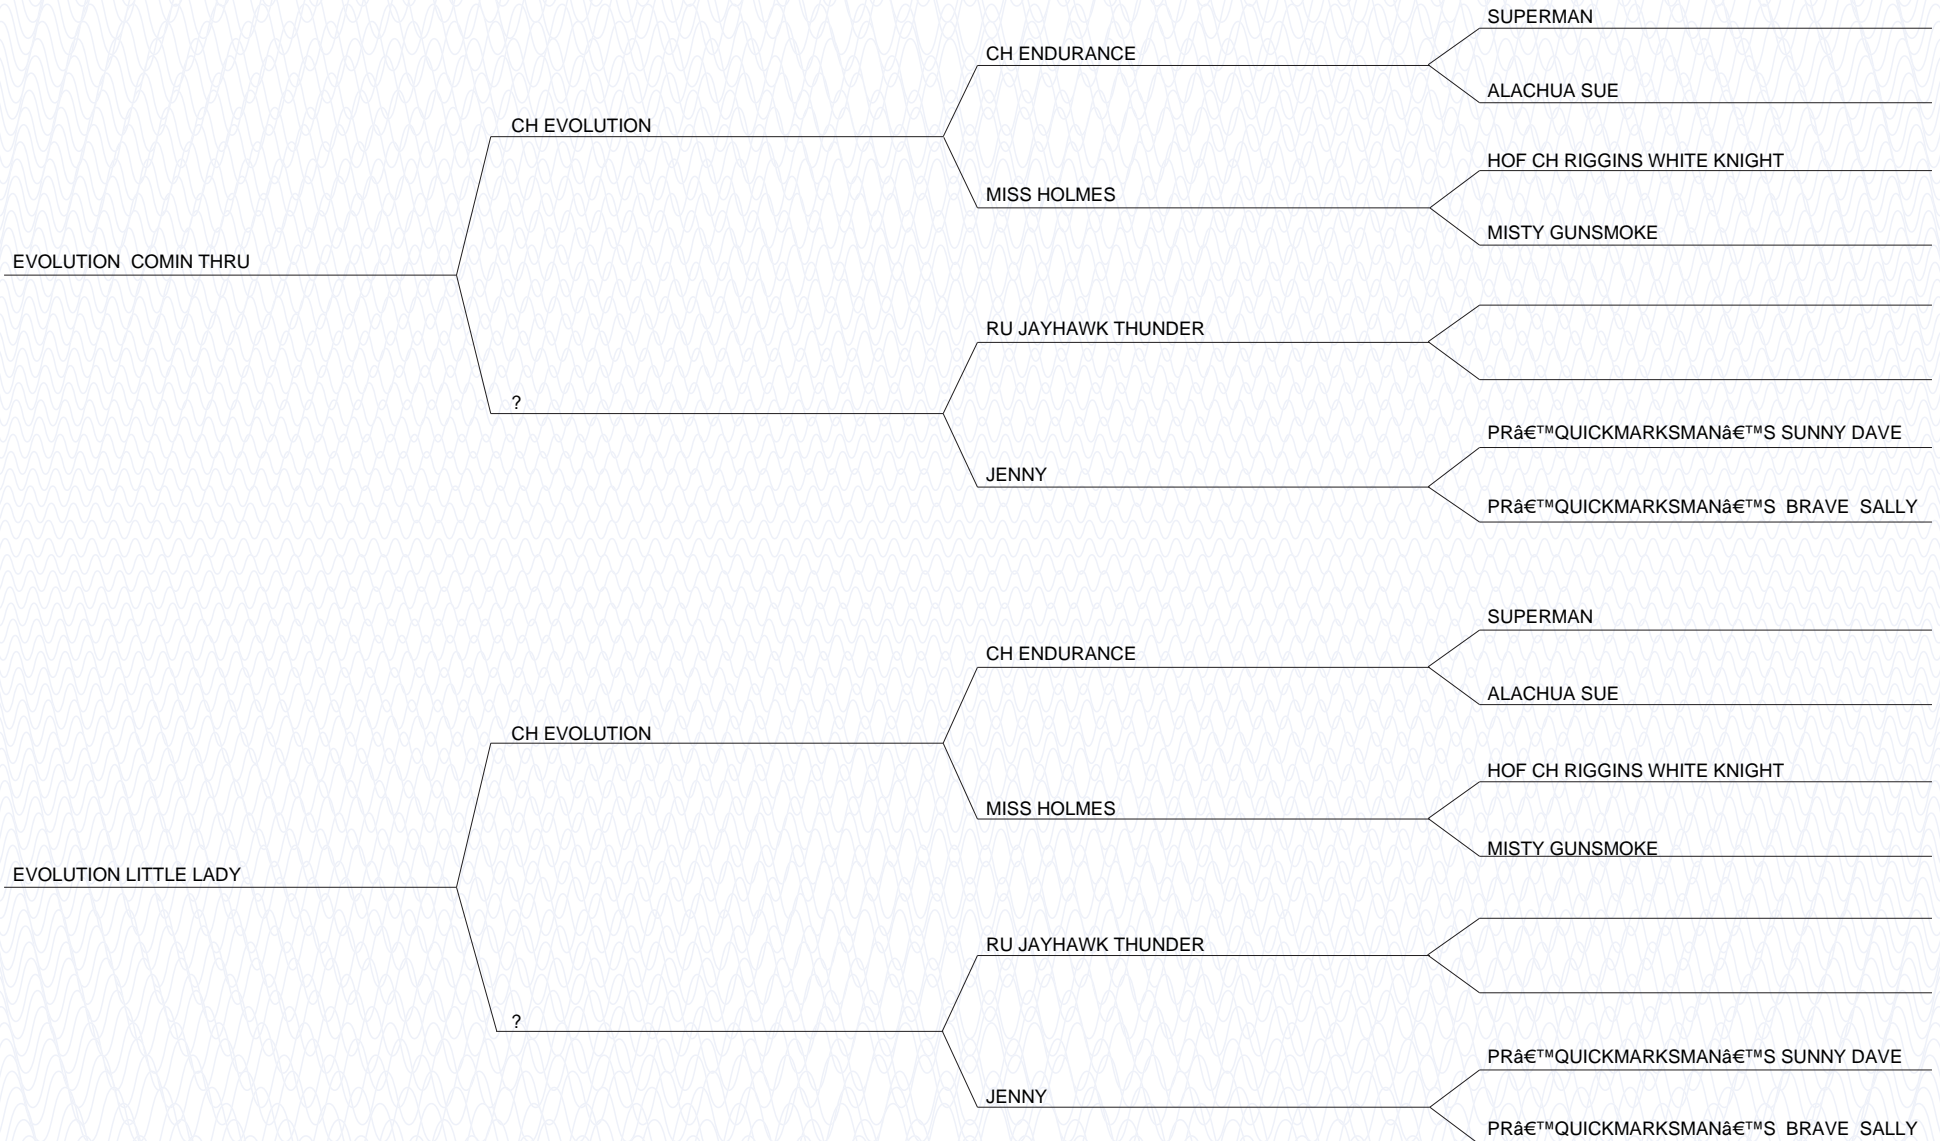 SUPERMAN
CH ENDURANCE
ALACHUA SUE
CH EVOLUTION
HOF CH RIGGINS WHITE KNIGHT
MISS HOLMES
MISTY GUNSMOKE
EVOLUTION  COMIN THRU
RU JAYHAWK THUNDER
?
PRâ€™QUICKMARKSMANâ€™S SUNNY DAVE
JENNY
PRâ€™QUICKMARKSMANâ€™S  BRAVE  SALLY
SUPERMAN
CH ENDURANCE
ALACHUA SUE
CH EVOLUTION
HOF CH RIGGINS WHITE KNIGHT
MISS HOLMES
MISTY GUNSMOKE
EVOLUTION LITTLE LADY
RU JAYHAWK THUNDER
?
PRâ€™QUICKMARKSMANâ€™S SUNNY DAVE
JENNY
PRâ€™QUICKMARKSMANâ€™S  BRAVE  SALLY